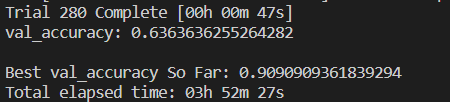 Trial 280 Complete [00h 00m 47s]
val_accuracy: 0.6363636255264282
Best val_accuracy So Far: 0.9090909361839294
Total elapsed time: 03h 52m 27s